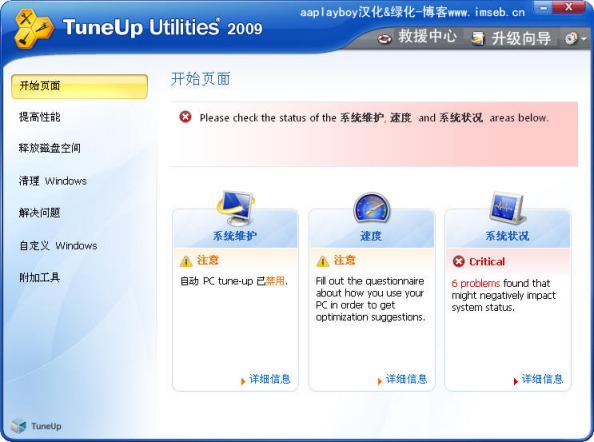 aaplayboy汉化&绿化-博客www.imseb.cn
TuneUp Utilities® 2009
救援中心
升级向导
开始页面
提高性能
释放磁盘空间
清理 Windows
解决问题
自定义 Windows
附加工具
开始页面
Please check the status of the 系统维护, 速度 and 系统状况 areas below.
系统维护
注意
自动 PC tune-up 已禁用.
详细信息
速度
注意
Fill out the questionnaire
about how you use your
PC in order to get
optimization suggestions.
详细信息
系统状况
Critical
6 problems found that
might negatively impact
system status.
详细信息
TuneUp